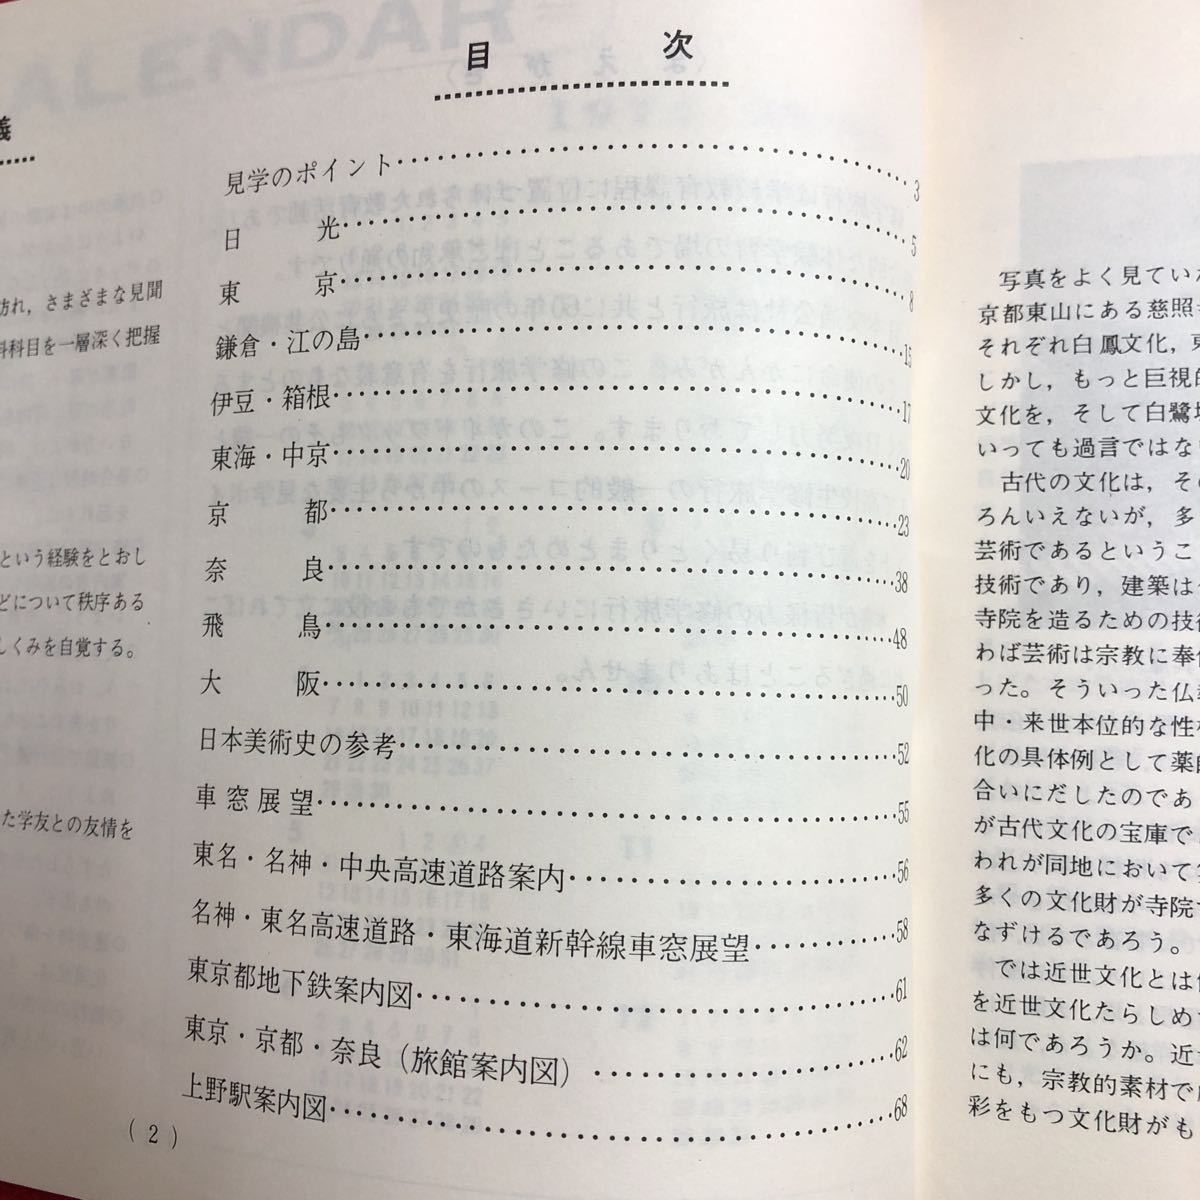 目次
見学のポイント 3
日光 5
東京 8
鎌倉・江の島 15
伊豆・箱根 17
東海・中京 20
京都 23
奈良 38
飛鳥 48
大阪 50
日本美術史の参考 52
車窓展望 55
東名・名神・中央高速道路案内 56
名神・東名高速道路・東海道新幹線車窓展望 58
東京都地下鉄案内図 61
東京・京都・奈良（旅館案内図） 62
上野駅案内図 68
(2)
義
訪れ，さまざまな見聞
科目を一層深く把握
という経験をとおし
どについて秩序ある
しくみを自覚する。
た学友との友情を
写真をよく見てい
京都東山にある慈照
それぞれ白鳳文化，
しかし，もっと巨視的
文化を，そして白鷺
いっても過言ではな
古代の文化は，その
ろんいえないが，多
芸術であるというこ
技術であり，建築は
寺院を造るための技術
わば芸術は宗教に奉
った。そういった仏
中・来世本位的な性
化の具体例として薬
合いにだしたのであ
が古代文化の宝庫で
われが同地において
多くの文化財が寺院
なずけるであろう。
では近世文化とは
を近世文化たらしめ
は何であろうか。近
にも，宗教的素材で
彩をもつ文化財がも